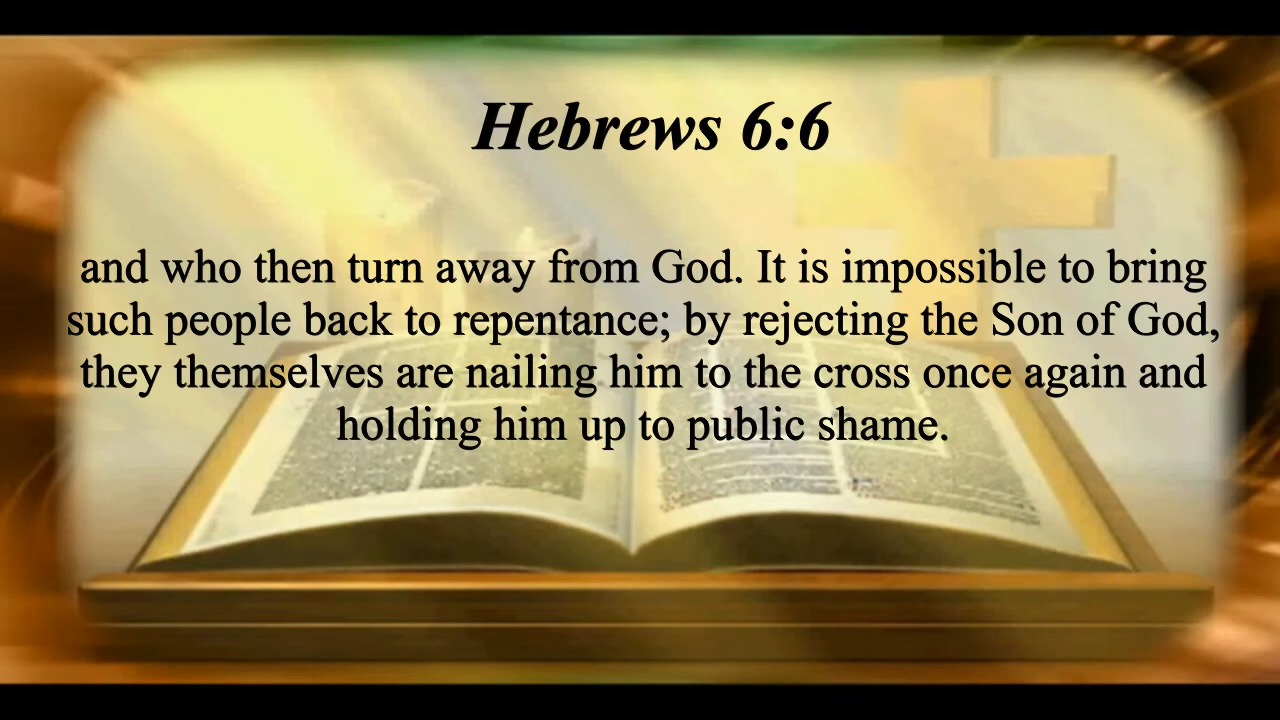 Hebrews 6:6
and who then turn away from God. It is impossible to bring
such people back to repentance; by rejecting the Son of God,
they themselves are nailing him to the cross once again and
holding him up to public shame.